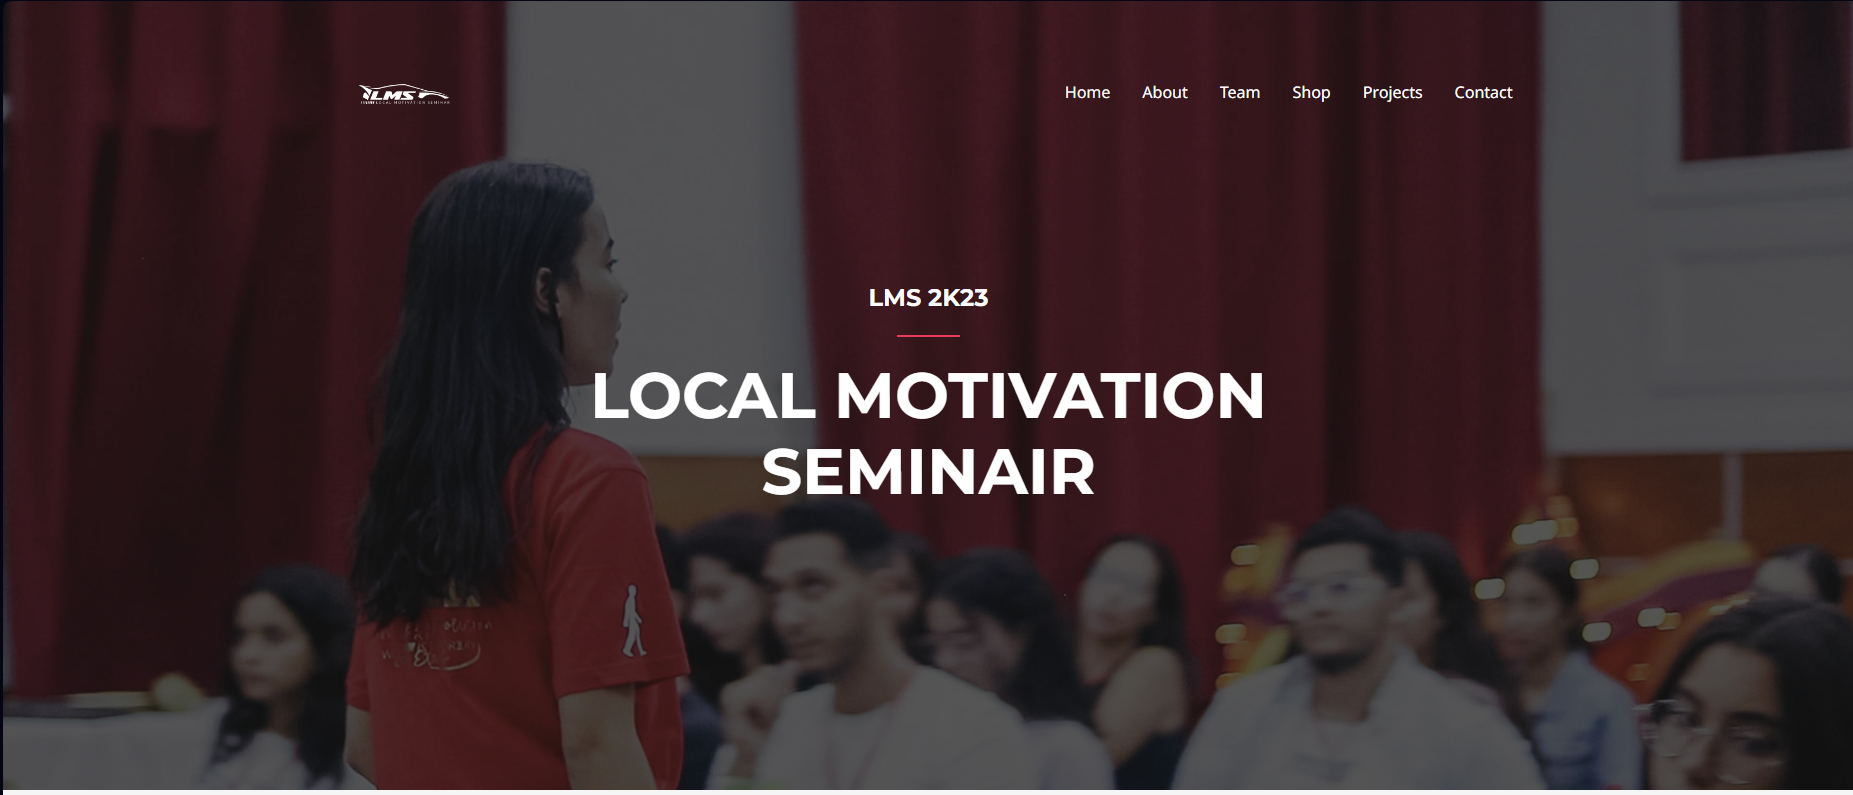 LMS
LOCAL MOTIVATION SEMINAR
Home About Team Shop Projects Contact
LMS 2K23
LOCAL MOTIVATION
SEMINAIR